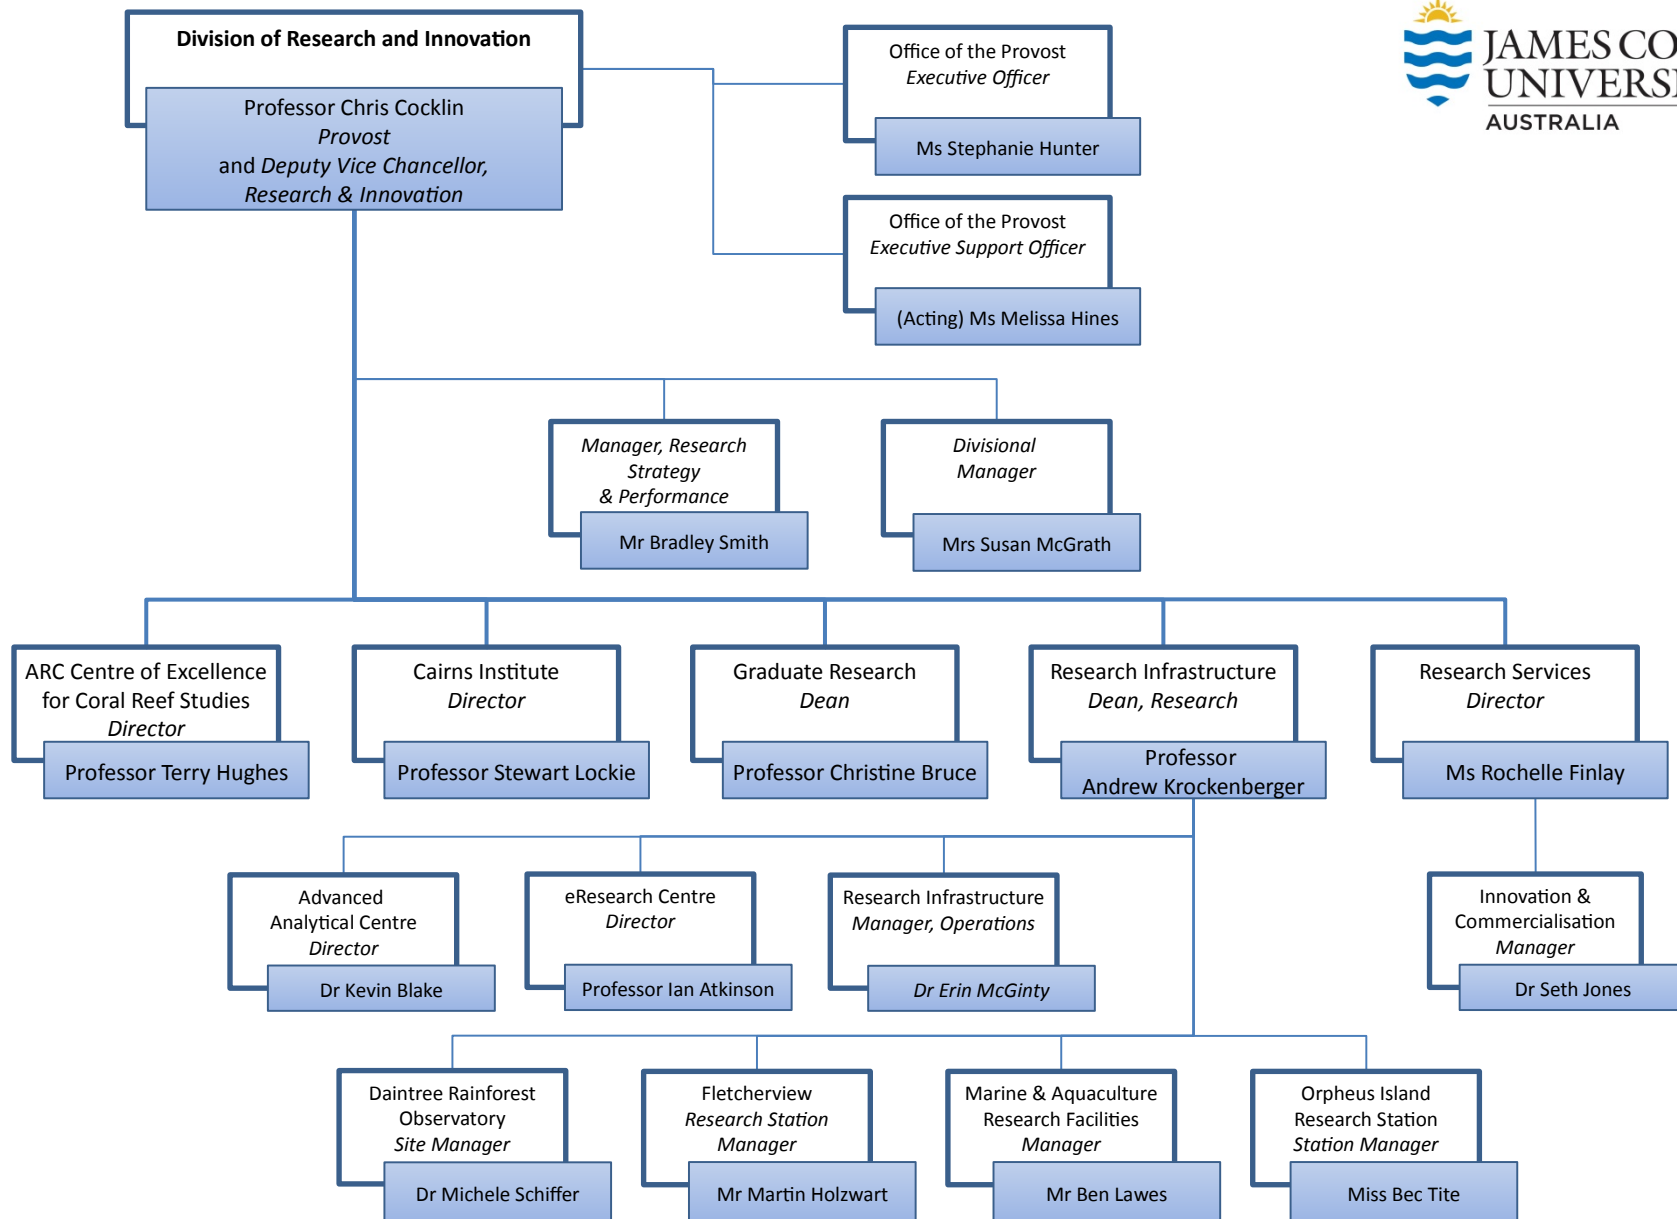 Division of Research and Innovation
Professor Chris Cocklin
Provost
and Deputy Vice Chancellor,
Research & Innovation
Office of the Provost
Executive Officer
Ms Stephanie Hunter
Office of the Provost
Executive Support Officer
(Acting) Ms Melissa Hines
JAMES CO
UNIVERSI
AUSTRALIA
Manager, Research
Strategy
& Performance
Mr Bradley Smith
Divisional
Manager
Mrs Susan McGrath
ARC Centre of Excellence
for Coral Reef Studies
Director
Professor Terry Hughes
Cairns Institute
Director
Professor Stewart Lockie
Graduate Research
Dean
Professor Christine Bruce
Research Infrastructure
Dean, Research
Professor
Andrew Krockenberger
Research Services
Director
Ms Rochelle Finlay
Advanced
Analytical Centre
Director
Dr Kevin Blake
eResearch Centre
Director
Professor Ian Atkinson
Research Infrastructure
Manager, Operations
Dr Erin McGinty
Innovation &
Commercialisation
Manager
Dr Seth Jones
Daintree Rainforest
Observatory
Site Manager
Dr Michele Schiffer
Fletcherview
Research Station
Manager
Mr Martin Holzwart
Marine & Aquaculture
Research Facilities
Manager
Mr Ben Lawes
Orpheus Island
Research Station
Station Manager
Miss Bec Tite